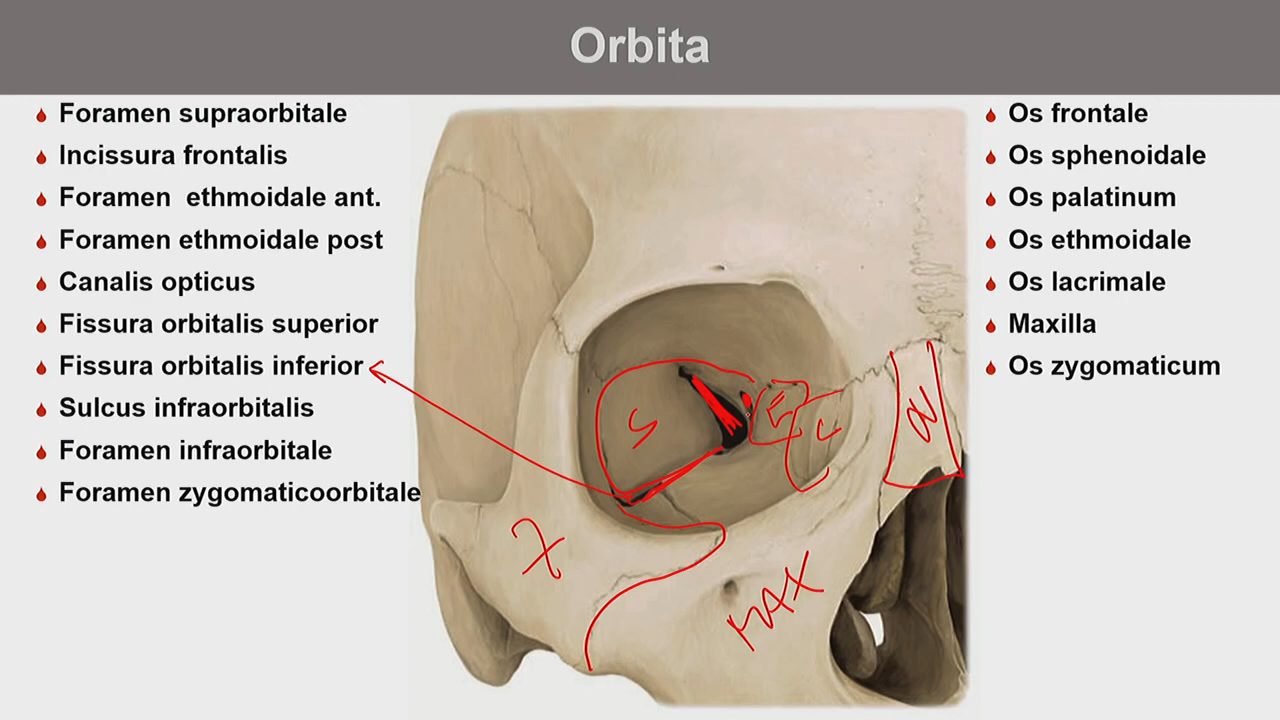 Orbita
Foramen supraorbitale
Incissura frontalis
Foramen ethmoidale ant.
Foramen ethmoidale post
Canalis opticus
Fissura orbitalis superior
Fissura orbitalis inferior
Sulcus infraorbitalis
Foramen infraorbitale
Foramen zygomaticoorbitale
S
E
L
N
Z
MAX
Os frontale
Os sphenoidale
Os palatinum
Os ethmoidale
Os lacrimale
Maxilla
Os zygomaticum